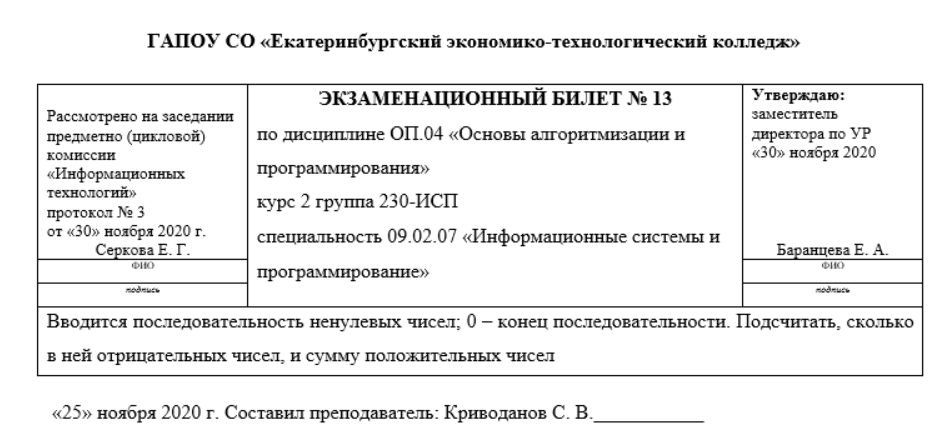 ГАПОУ СО «Екатеринбургский экономико-технологический колледж»
Рассмотрено на заседании
предметно (цикловой)
комиссии
«Информационных
технологий»
протокол № 3
от «30» ноября 2020 г.
Серкова Е. Г.
ФИО
подпись
ЭКЗАМЕНАЦИОННЫЙ БИЛЕТ № 13
по дисциплине ОП.04 «Основы алгоритмизации и
программирования»
курс 2 группа 230-ИСП
специальность 09.02.07 «Информационные системы и
программирование»
Утверждаю:
заместитель
директора по УР
«30» ноября 2020
Баранцева Е. А.
ФИО
подпись
Вводится последовательность ненулевых чисел; 0 – конец последовательности. Подсчитать, сколько
в ней отрицательных чисел, и сумму положительных чисел
«25» ноября 2020 г. Составил преподаватель: Криводанов С. В.___________